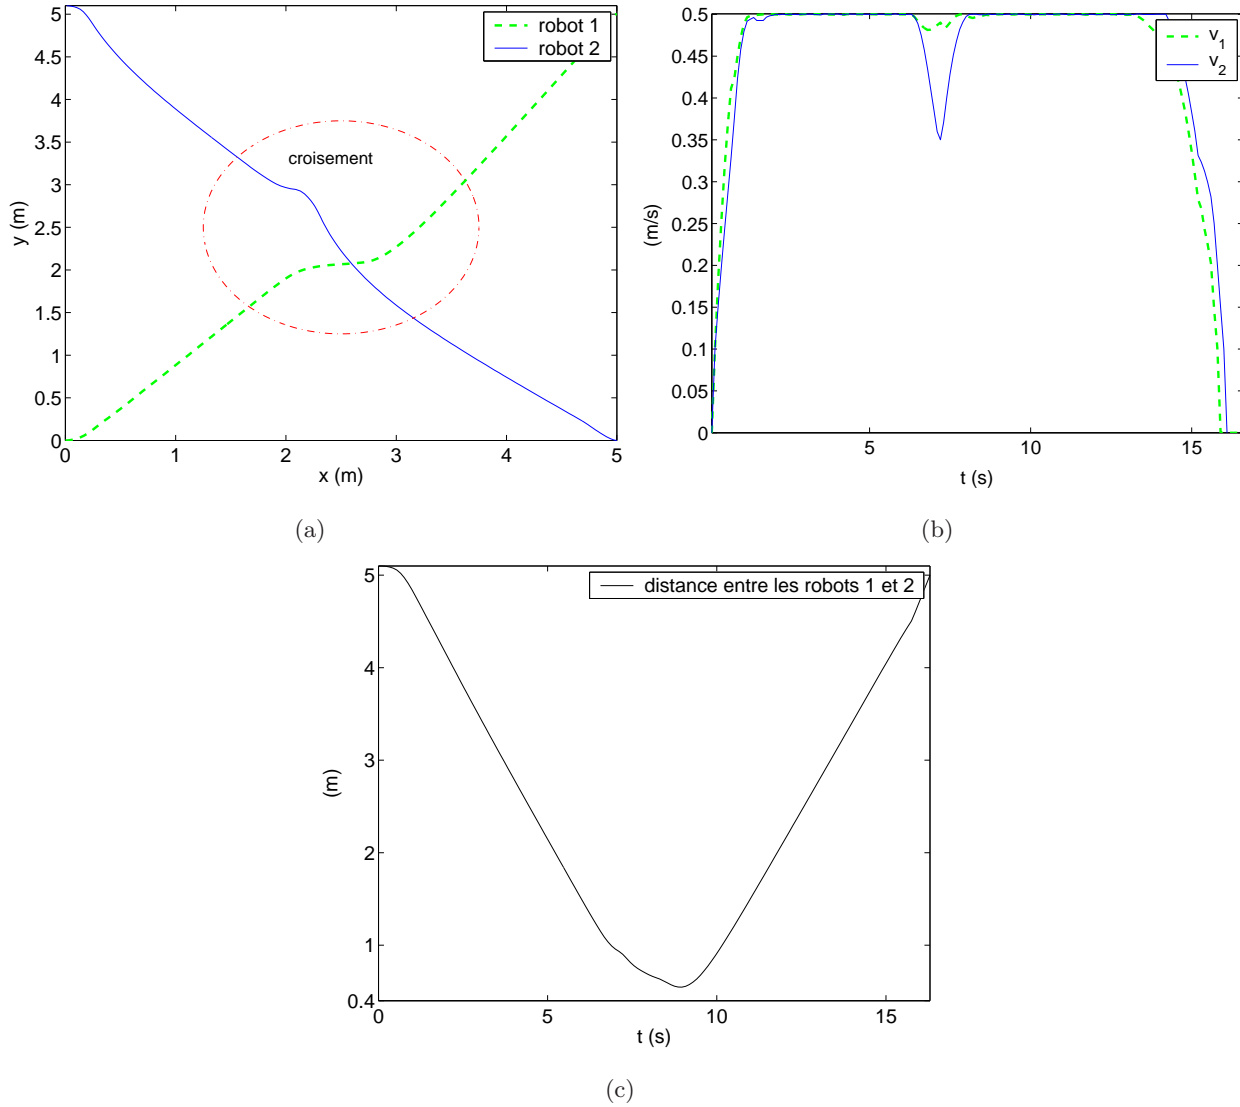 robot 1
robot 2
croisement
5
4.5
4
3.5
3
2.5
2
1.5
1
0.5
0
y (m)
0
1
2
3
4
5
x (m)
(a)
v1
v2
0.5
0.45
0.4
0.35
0.3
0.25
0.2
0.15
0.1
0.05
0
(m/s)
5
10
15
t (s)
(b)
distance entre les robots 1 et 2
5
4
3
2
1
0.4
(m)
0
5
10
15
t (s)
(c)